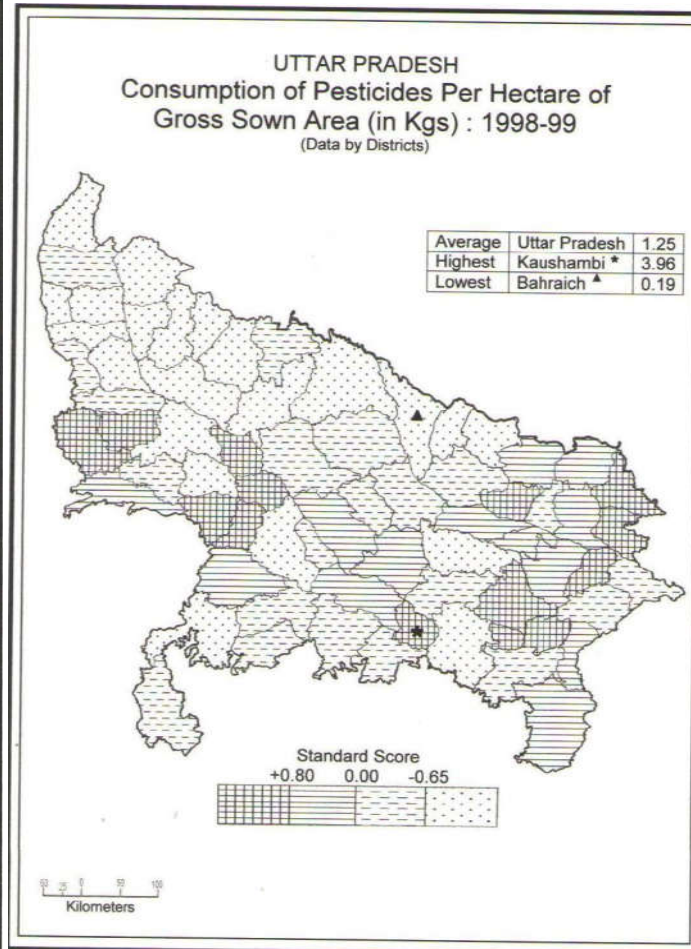 UTTAR PRADESH
Consumption of Pesticides Per Hectare of
Gross Sown Area (in Kgs) : 1998-99
(Data by Districts)
Average Uttar Pradesh 1.25
Highest Kaushambi * 3.96
Lowest Bahraich ▲ 0.19
Standard Score
+0.80 0.00 -0.65
0 50 100
Kilometers